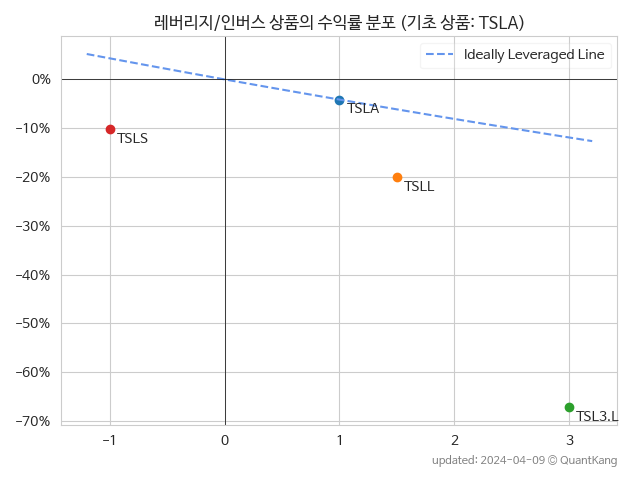 레버리지/인버스 상품의 수익률 분포 (기초 상품: TSLA)
Ideally Leveraged Line
0%
TSLA
−10%
TSLS
−20%
TSLL
−30%
−40%
−50%
−60%
−70%
TSL3.L
−1
0
1
2
3
updated: 2024-04-09 © QuantKang